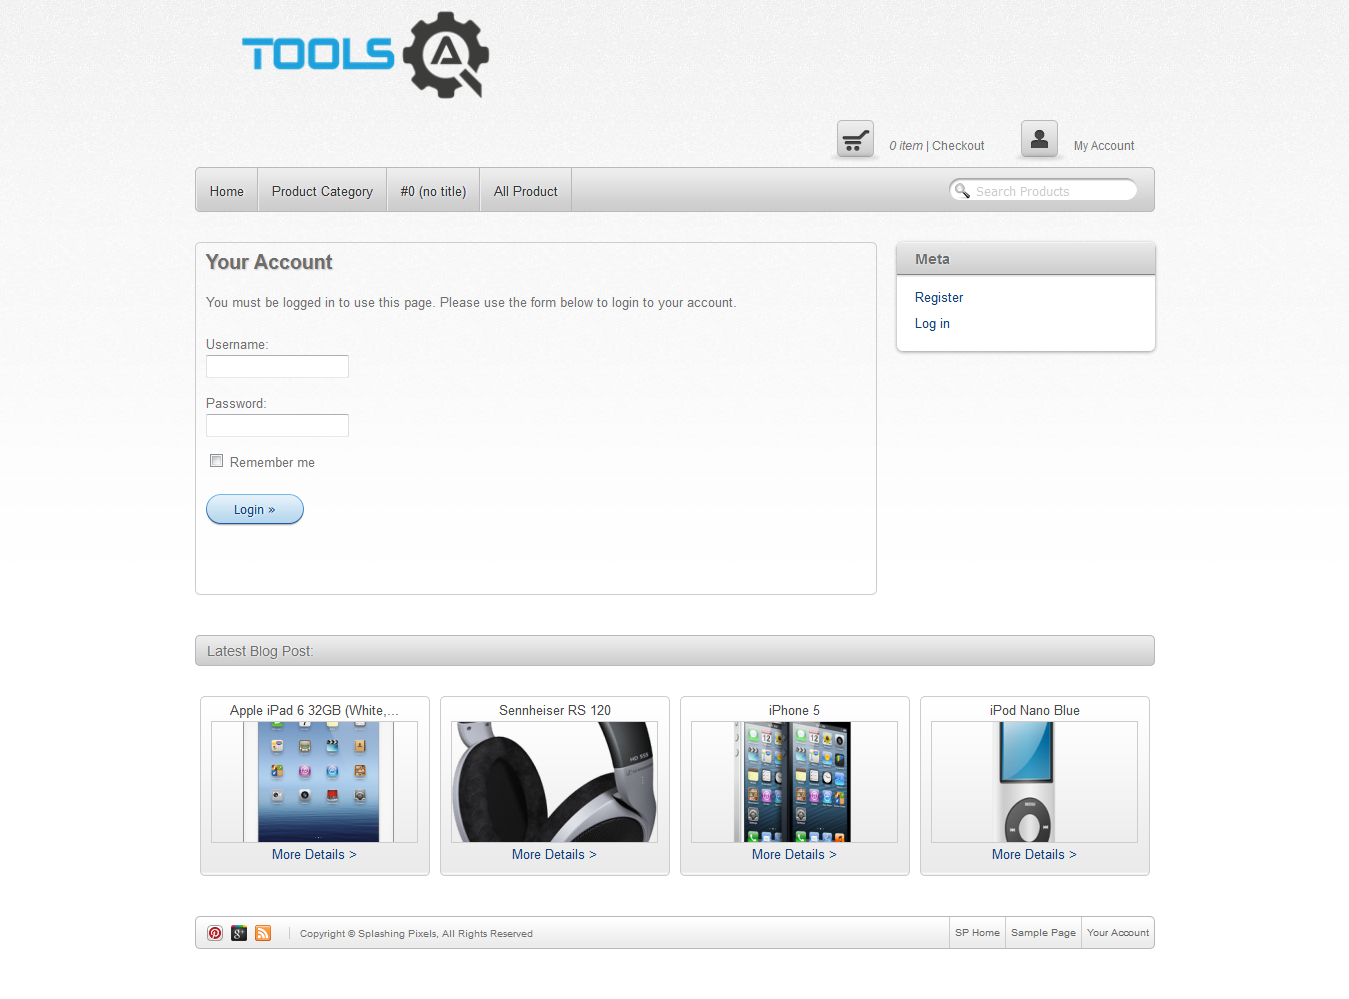 TOOLS QA
0 item | Checkout
My Account
Home
Product Category
#0 (no title)
All Product
Search Products
Your Account
You must be logged in to use this page. Please use the form below to login to your account.
Username:
Password:
Remember me
Login »
Meta
Register
Log in
Latest Blog Post:
Apple iPad 6 32GB (White,...
More Details >
Sennheiser RS 120
HD 555
More Details >
iPhone 5
More Details >
iPod Nano Blue
MENU
More Details >
Copyright © Splashing Pixels, All Rights Reserved
SP Home
Sample Page
Your Account